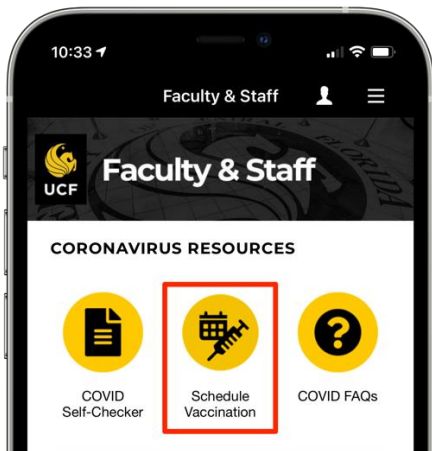 10:33
Faculty & Staff
UCF
Faculty & Staff
CORONAVIRUS RESOURCES
COVID
Self-Checker
Schedule
Vaccination
COVID FAQs